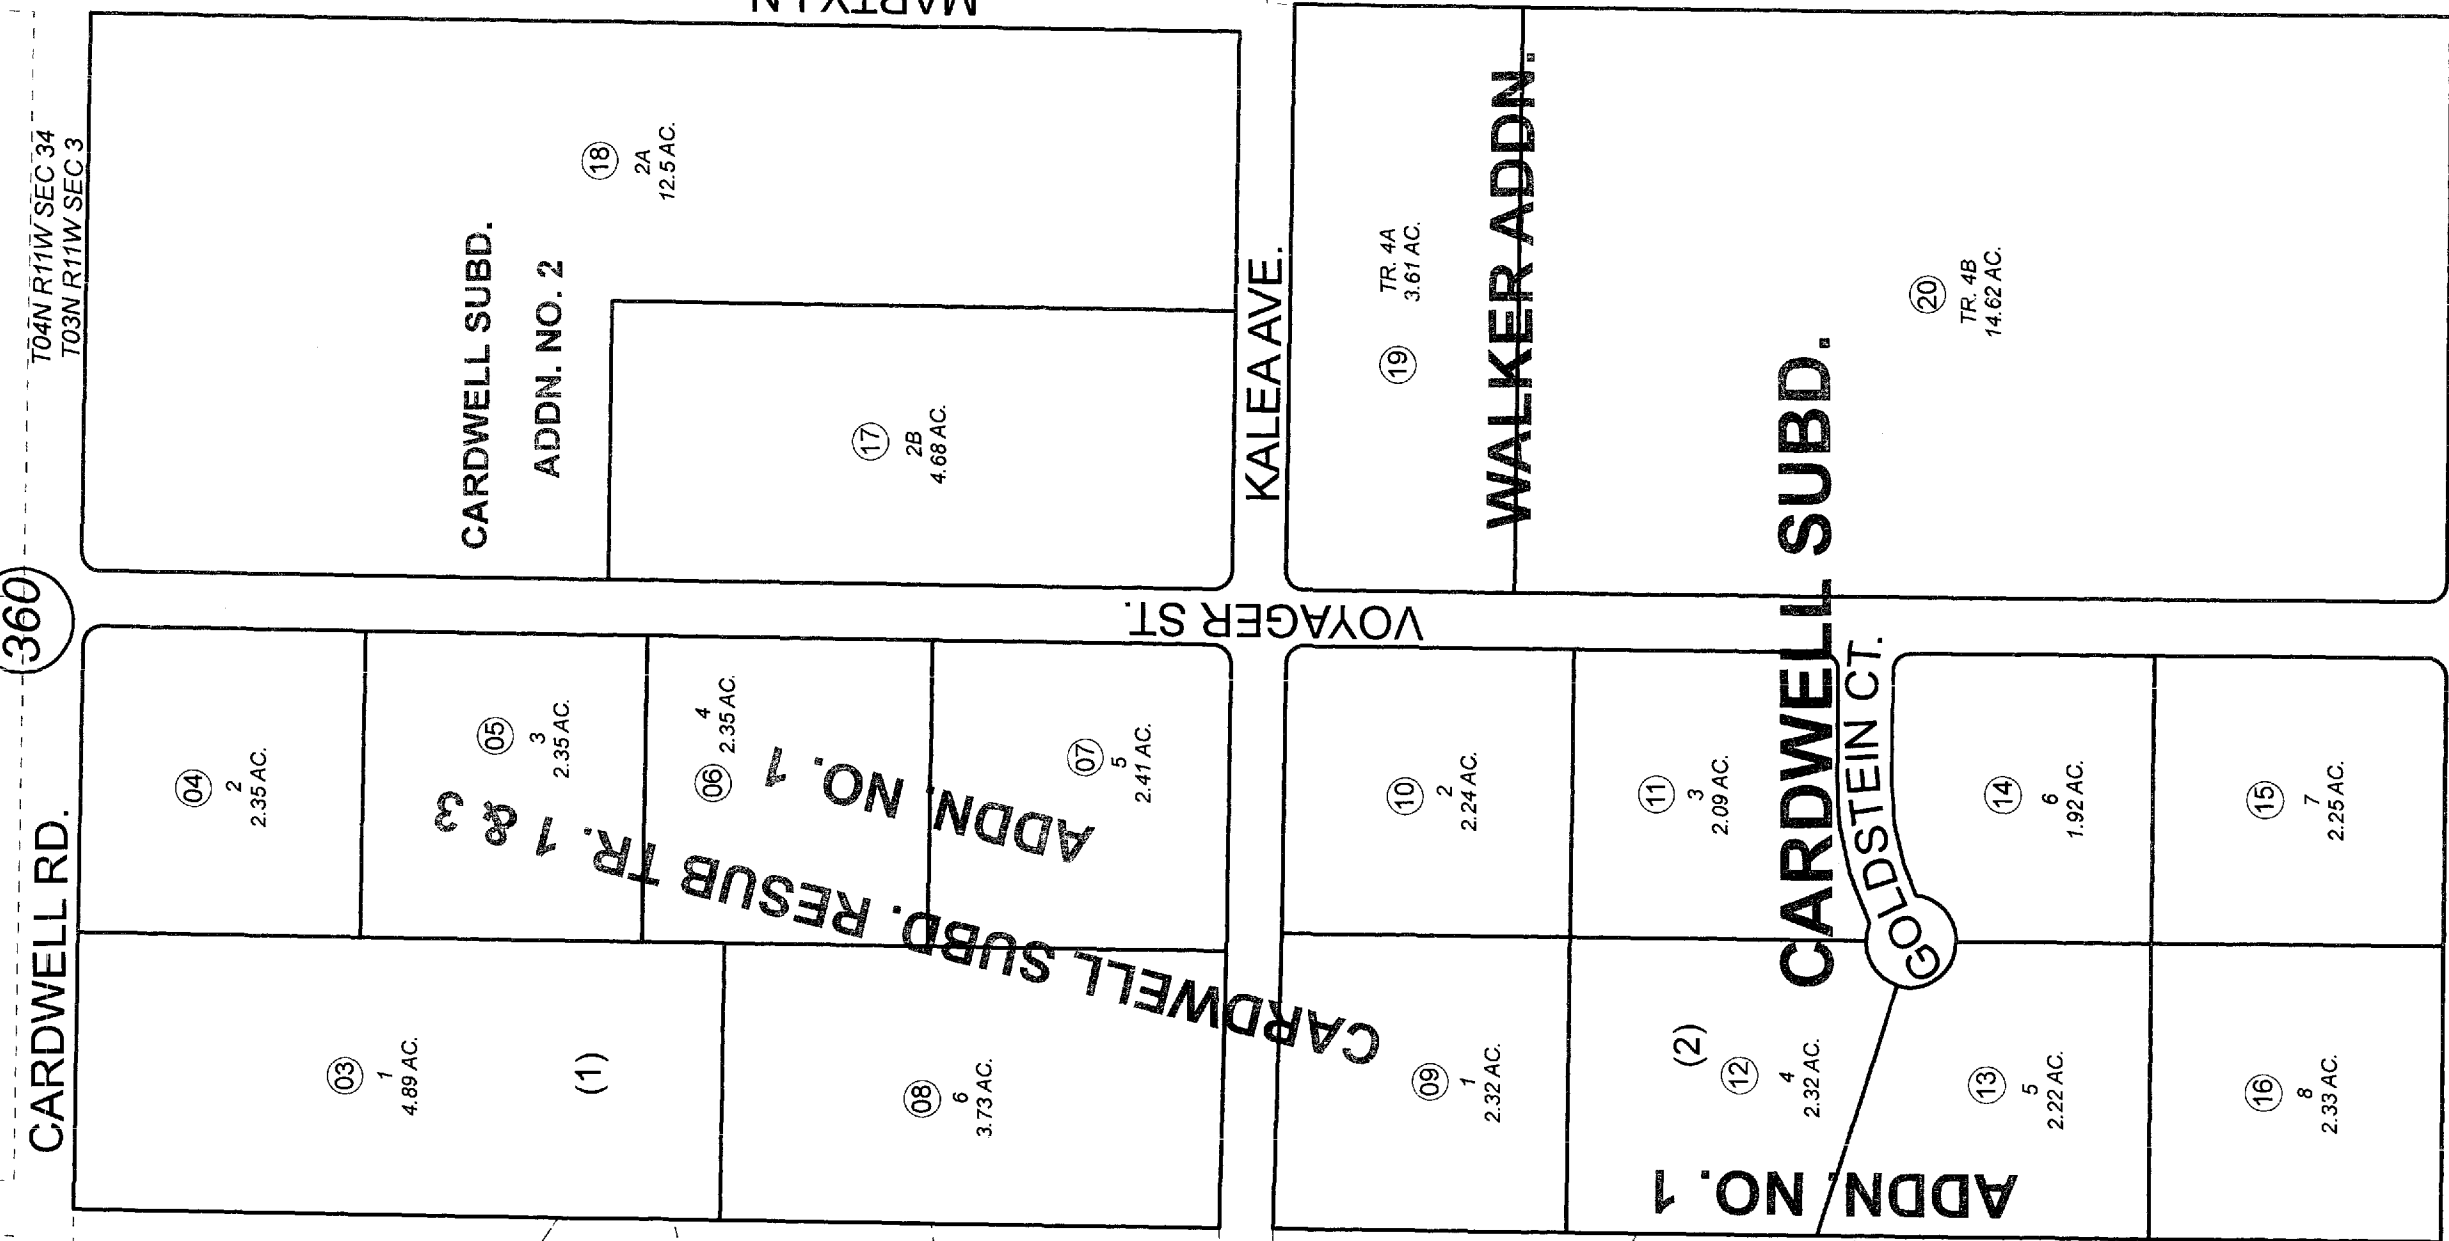 MARTY LN
T04N R11W SEC 34
T03N R11W SEC 3
360
CARDWELL RD.
CARDWELL SUBD.
ADDN. NO. 2
18
2A
12.5 AC.
17
2B
4.68 AC.
KALEA AVE.
VOYAGER ST.
19
TR. 4A
3.61 AC.
WALKER ADDN.
20
TR. 4B
14.62 AC.
CARDWELL SUBD.
04
2
2.35 AC.
05
3
2.35 AC.
06
4
2.35 AC.
07
5
2.41 AC.
CARDWELL SUBD. RESUB TR. 1 & 3
ADDN. NO. 1
03
1
4.89 AC.
(1)
08
6
3.73 AC.
10
2
2.24 AC.
11
3
2.09 AC.
GOLDSTEIN CT.
14
6
1.92 AC.
15
7
2.25 AC.
09
1
2.32 AC.
(2)
12
4
2.32 AC.
13
5
2.22 AC.
16
8
2.33 AC.
ADDN. NO. 1